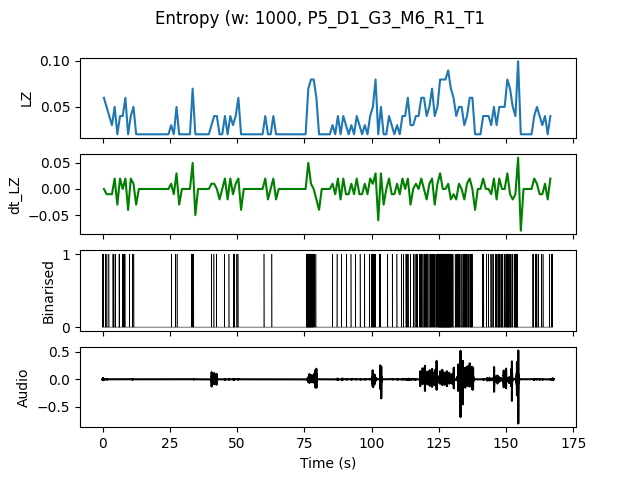 Entropy (w: 1000, P5_D1_G3_M6_R1_T1
0.10
0.05
LZ
0.05
0.00
−0.05
dt_LZ
1
0
Binarised
0.5
0.0
−0.5
Audio
0 25 50 75 100 125 150 175
Time (s)